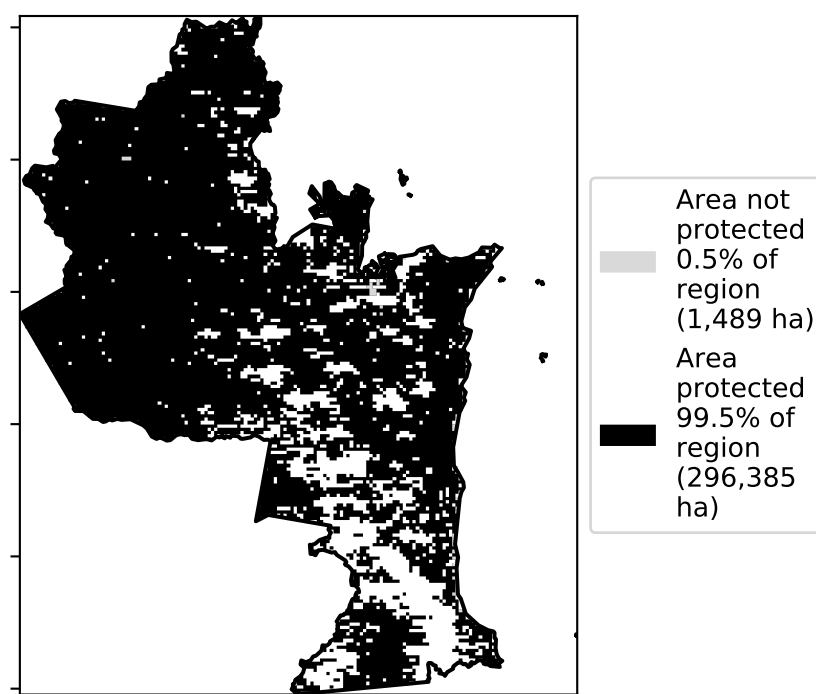 Area not
protected
0.5% of
region
(1,489 ha)
Area
protected
99.5% of
region
(296,385
ha)